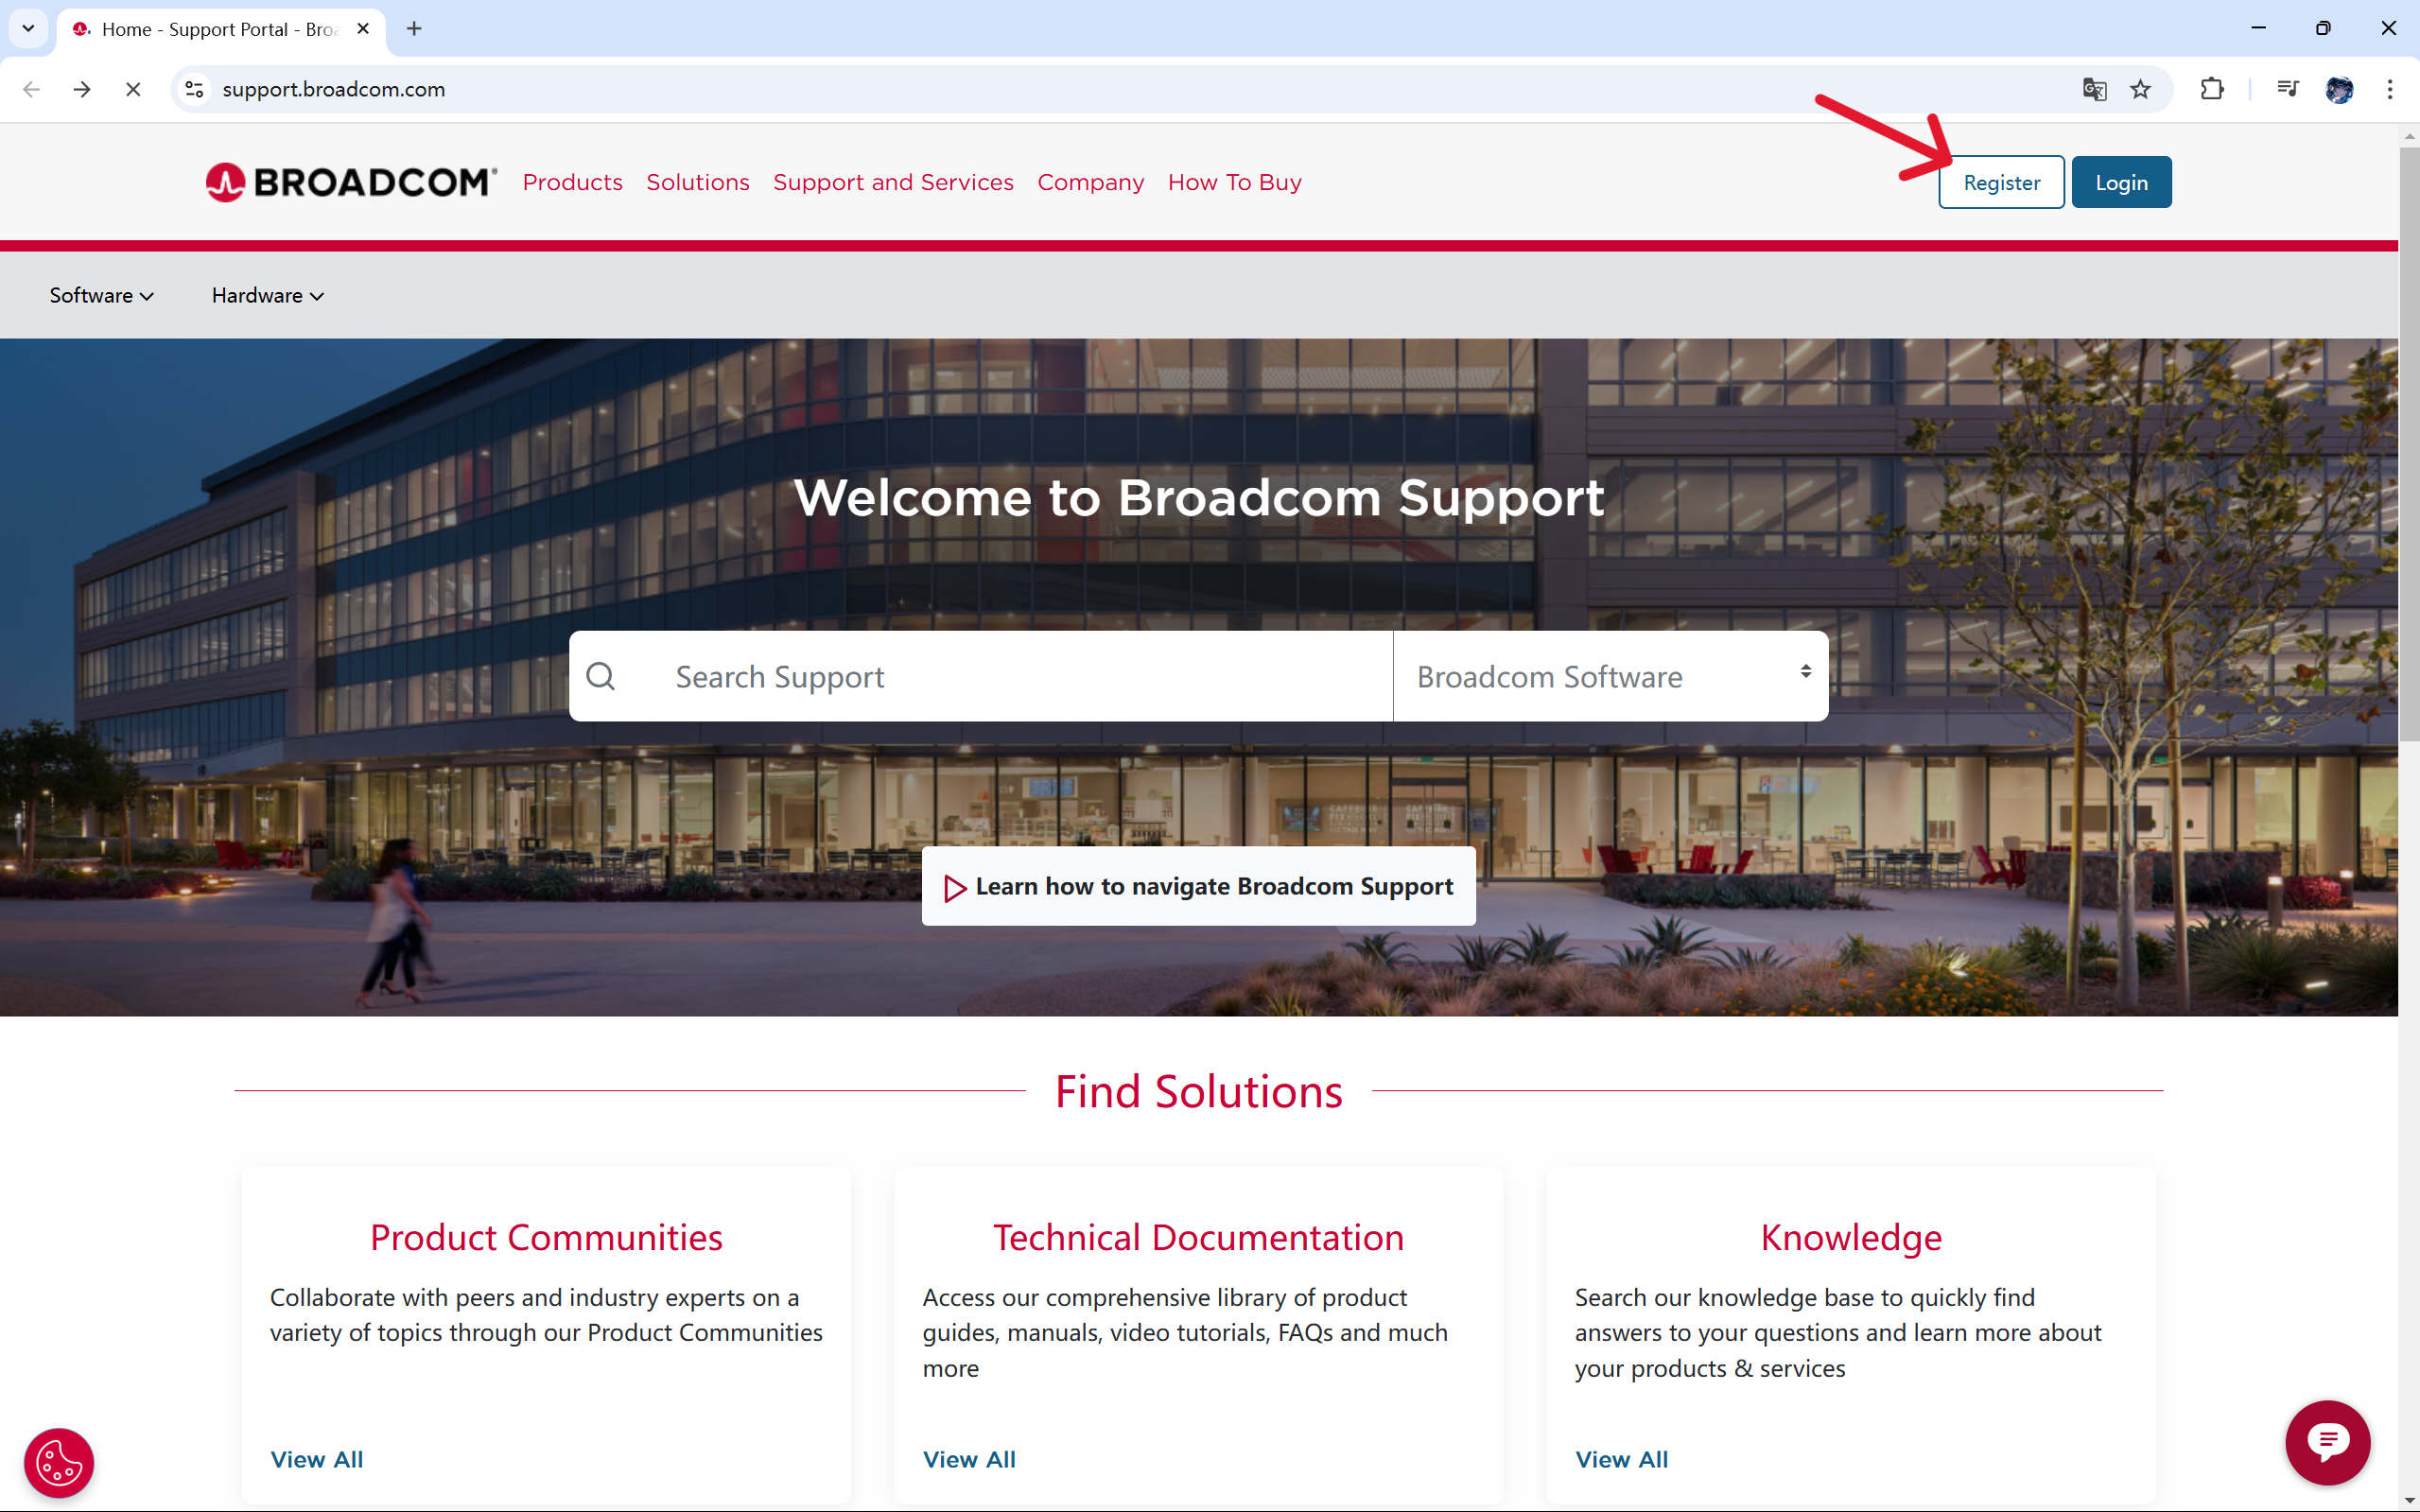 Home - Support Portal - Bro
support.broadcom.com
BROADCOM
Products
Solutions
Support and Services
Company
How To Buy
Register
Login
Software
Hardware
Welcome to Broadcom Support
Search Support
Broadcom Software
Learn how to navigate Broadcom Support
Find Solutions
Product Communities
Collaborate with peers and industry experts on a
variety of topics through our Product Communities
View All
Technical Documentation
Access our comprehensive library of product
guides, manuals, video tutorials, FAQs and much
more
View All
Knowledge
Search our knowledge base to quickly find
answers to your questions and learn more about
your products & services
View All